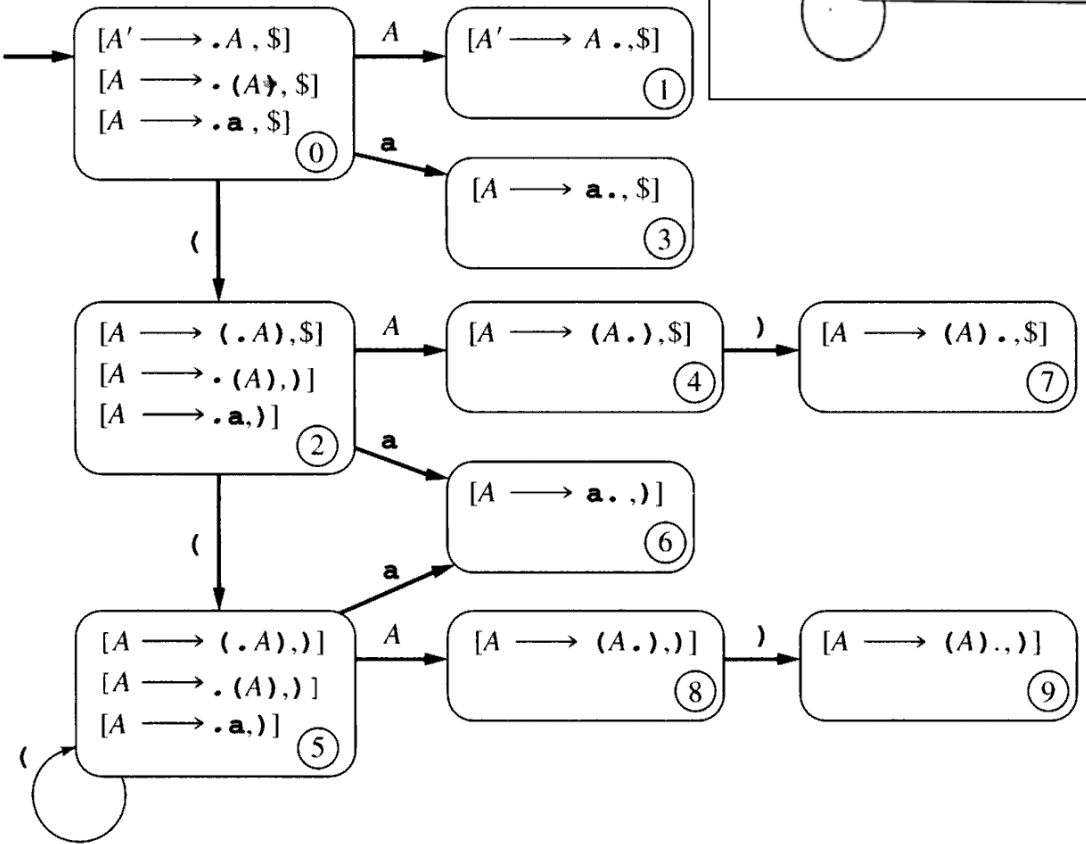 [A′ ⟶ .A , $]
[A ⟶ .(A), $]
[A ⟶ .a , $]
0
A
[A′ ⟶ A .,$]
1
a
[A ⟶ a., $]
3
(
[A ⟶ (.A),$]
[A ⟶ .(A),)]
[A ⟶ .a,)]
2
A
[A ⟶ (A.),$]
4
)
[A ⟶ (A).,$]
7
a
[A ⟶ a. ,)]
6
(
a
[A ⟶ (.A),)]
[A ⟶ .(A),)]
[A ⟶ .a,)]
5
A
[A ⟶ (A.),)]
8
)
[A ⟶ (A).,)]
9
(